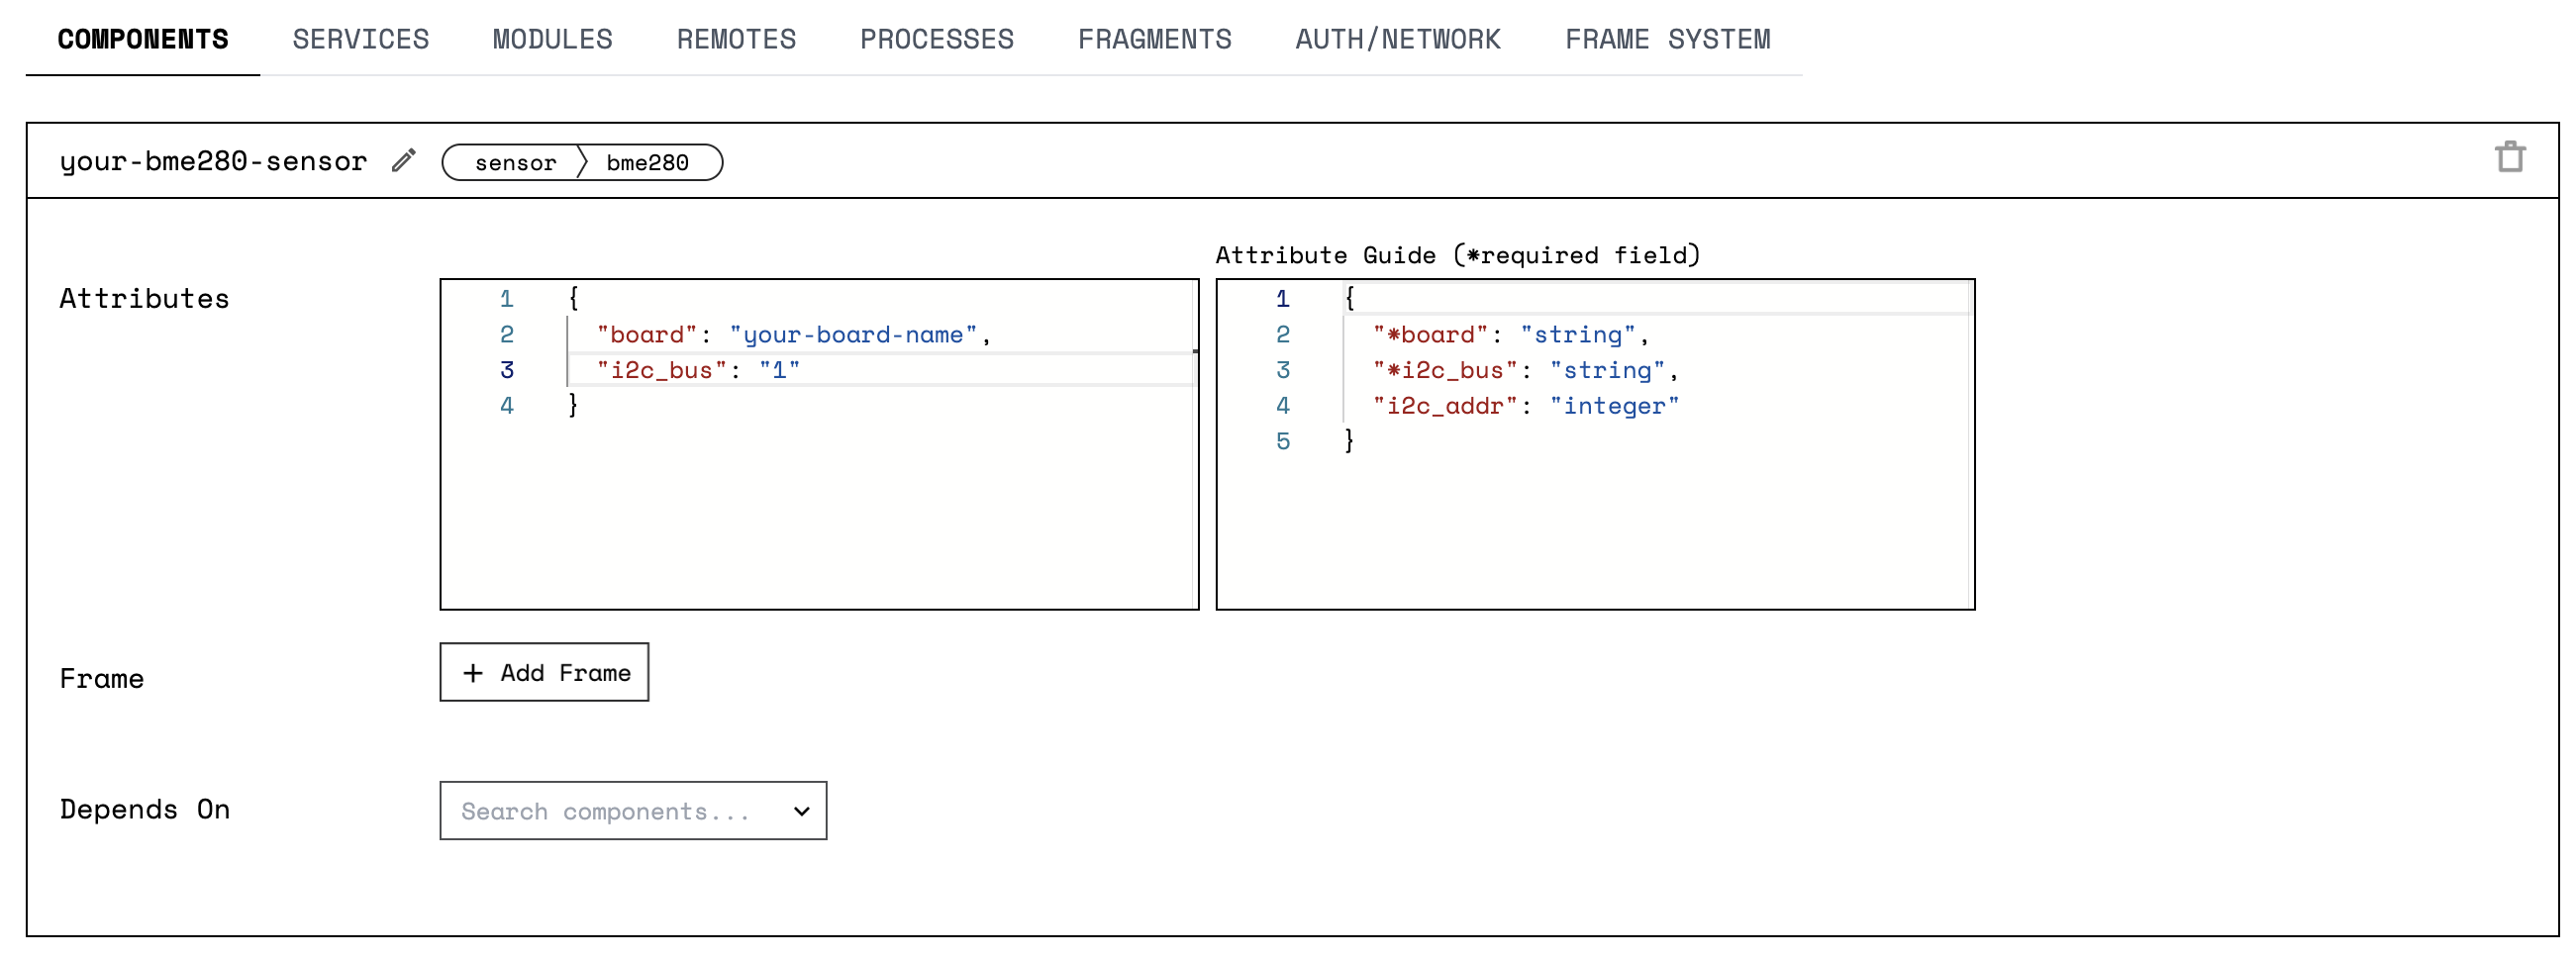 COMPONENTS SERVICES MODULES REMOTES PROCESSES FRAGMENTS AUTH/NETWORK FRAME SYSTEM
your-bme280-sensor sensor bme280
Attribute Guide (*required field)
Attributes
1 {
2 "board": "your-board-name",
3 "i2c_bus": "1"
4 }
1 {
2 "*board": "string",
3 "*i2c_bus": "string",
4 "i2c_addr": "integer"
5 }
Frame
+ Add Frame
Depends On
Search components...